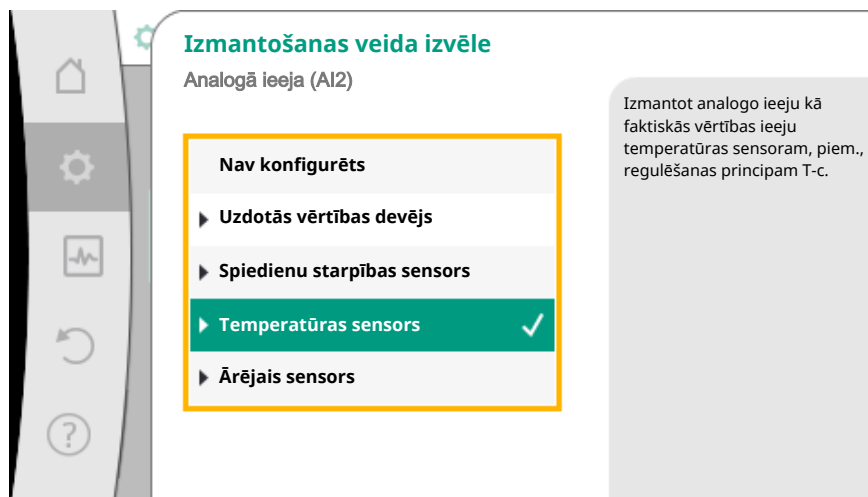 Izmantošanas veida izvēle
Analogā ieeja (AI2)
Nav konfigurēts
Uzdotās vērtības devējs
Spiedienu starpības sensors
Temperatūras sensors
Ārējais sensors
Izmantot analogo ieeju kā
faktiskās vērtības ieeju
temperatūras sensoram, piem.,
regulēšanas principam T-c.